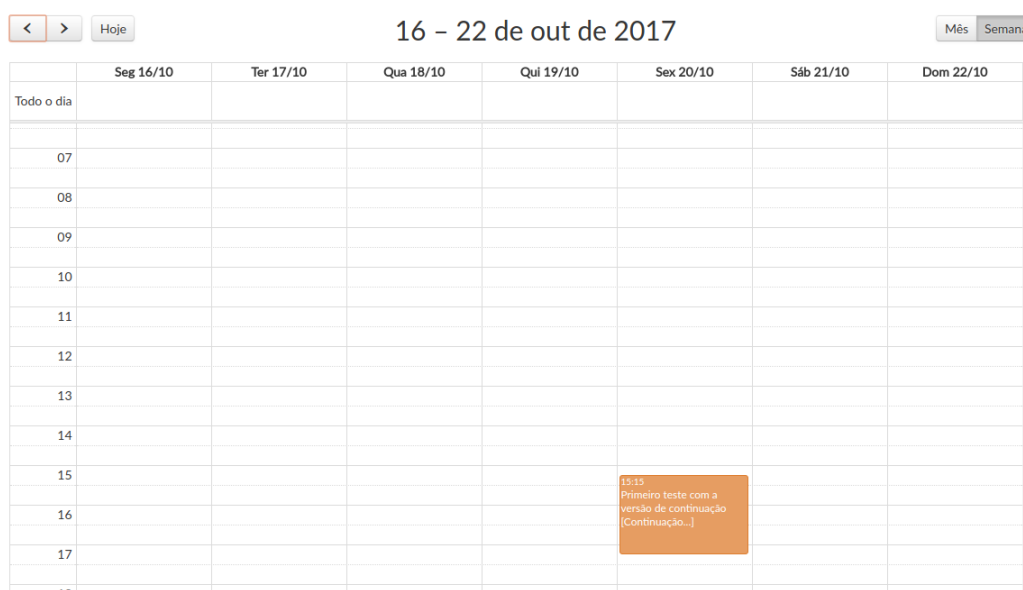 Hoje
16 – 22 de out de 2017
Mês Semana
Seg 16/10 Ter 17/10 Qua 18/10 Qui 19/10 Sex 20/10 Sáb 21/10 Dom 22/10
Todo o dia
07
08
09
10
11
12
13
14
15
15:15
Primeiro teste com a
versão de continuação
[Continuação...]
16
17